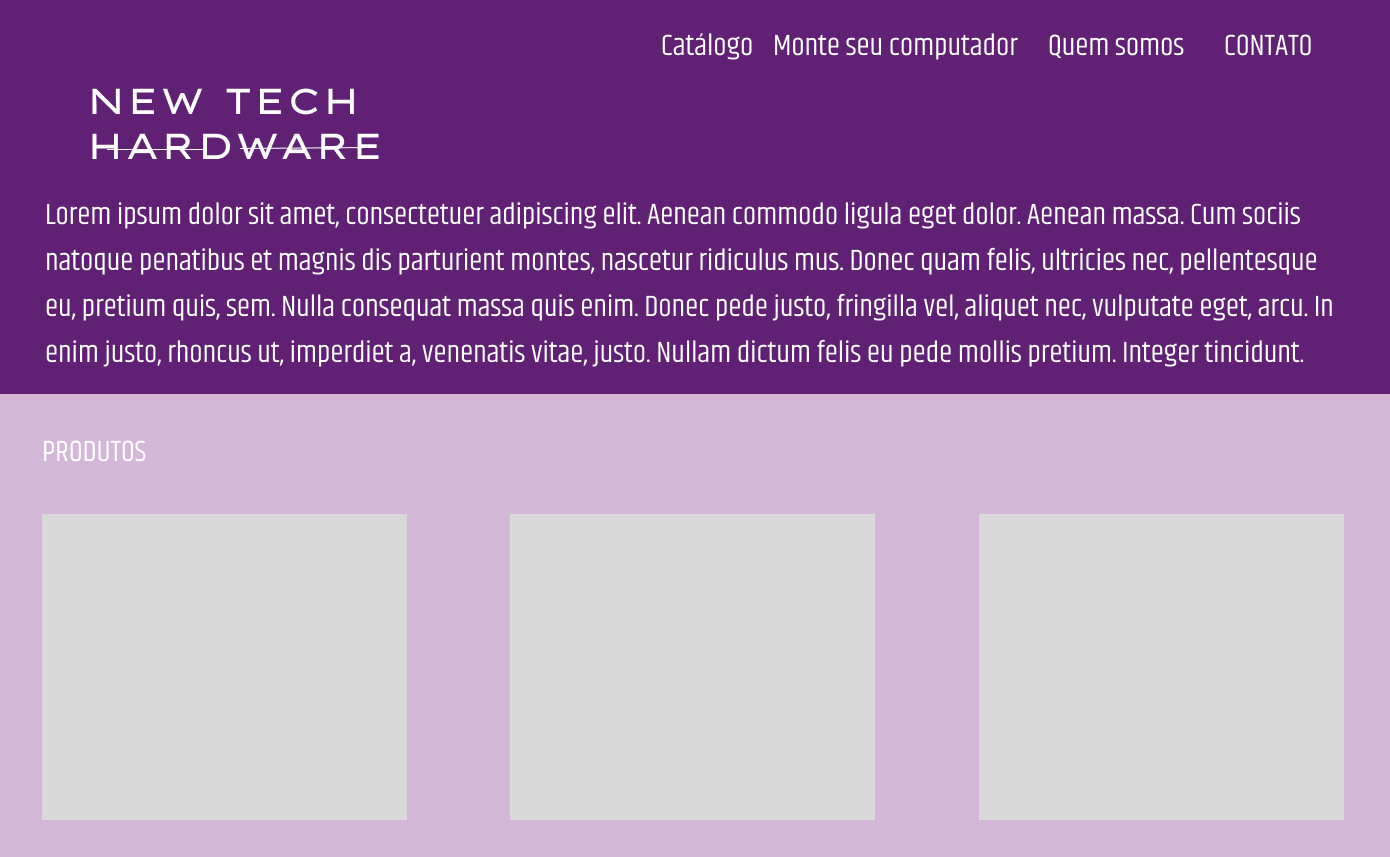 Catálogo Monte seu computador Quem somos CONTATO
NEW TECH
HARDWARE
Lorem ipsum dolor sit amet, consectetuer adipiscing elit. Aenean commodo ligula eget dolor. Aenean massa. Cum sociis
natoque penatibus et magnis dis parturient montes, nascetur ridiculus mus. Donec quam felis, ultricies nec, pellentesque
eu, pretium quis, sem. Nulla consequat massa quis enim. Donec pede justo, fringilla vel, aliquet nec, vulputate eget, arcu. In
enim justo, rhoncus ut, imperdiet a, venenatis vitae, justo. Nullam dictum felis eu pede mollis pretium. Integer tincidunt.
PRODUTOS